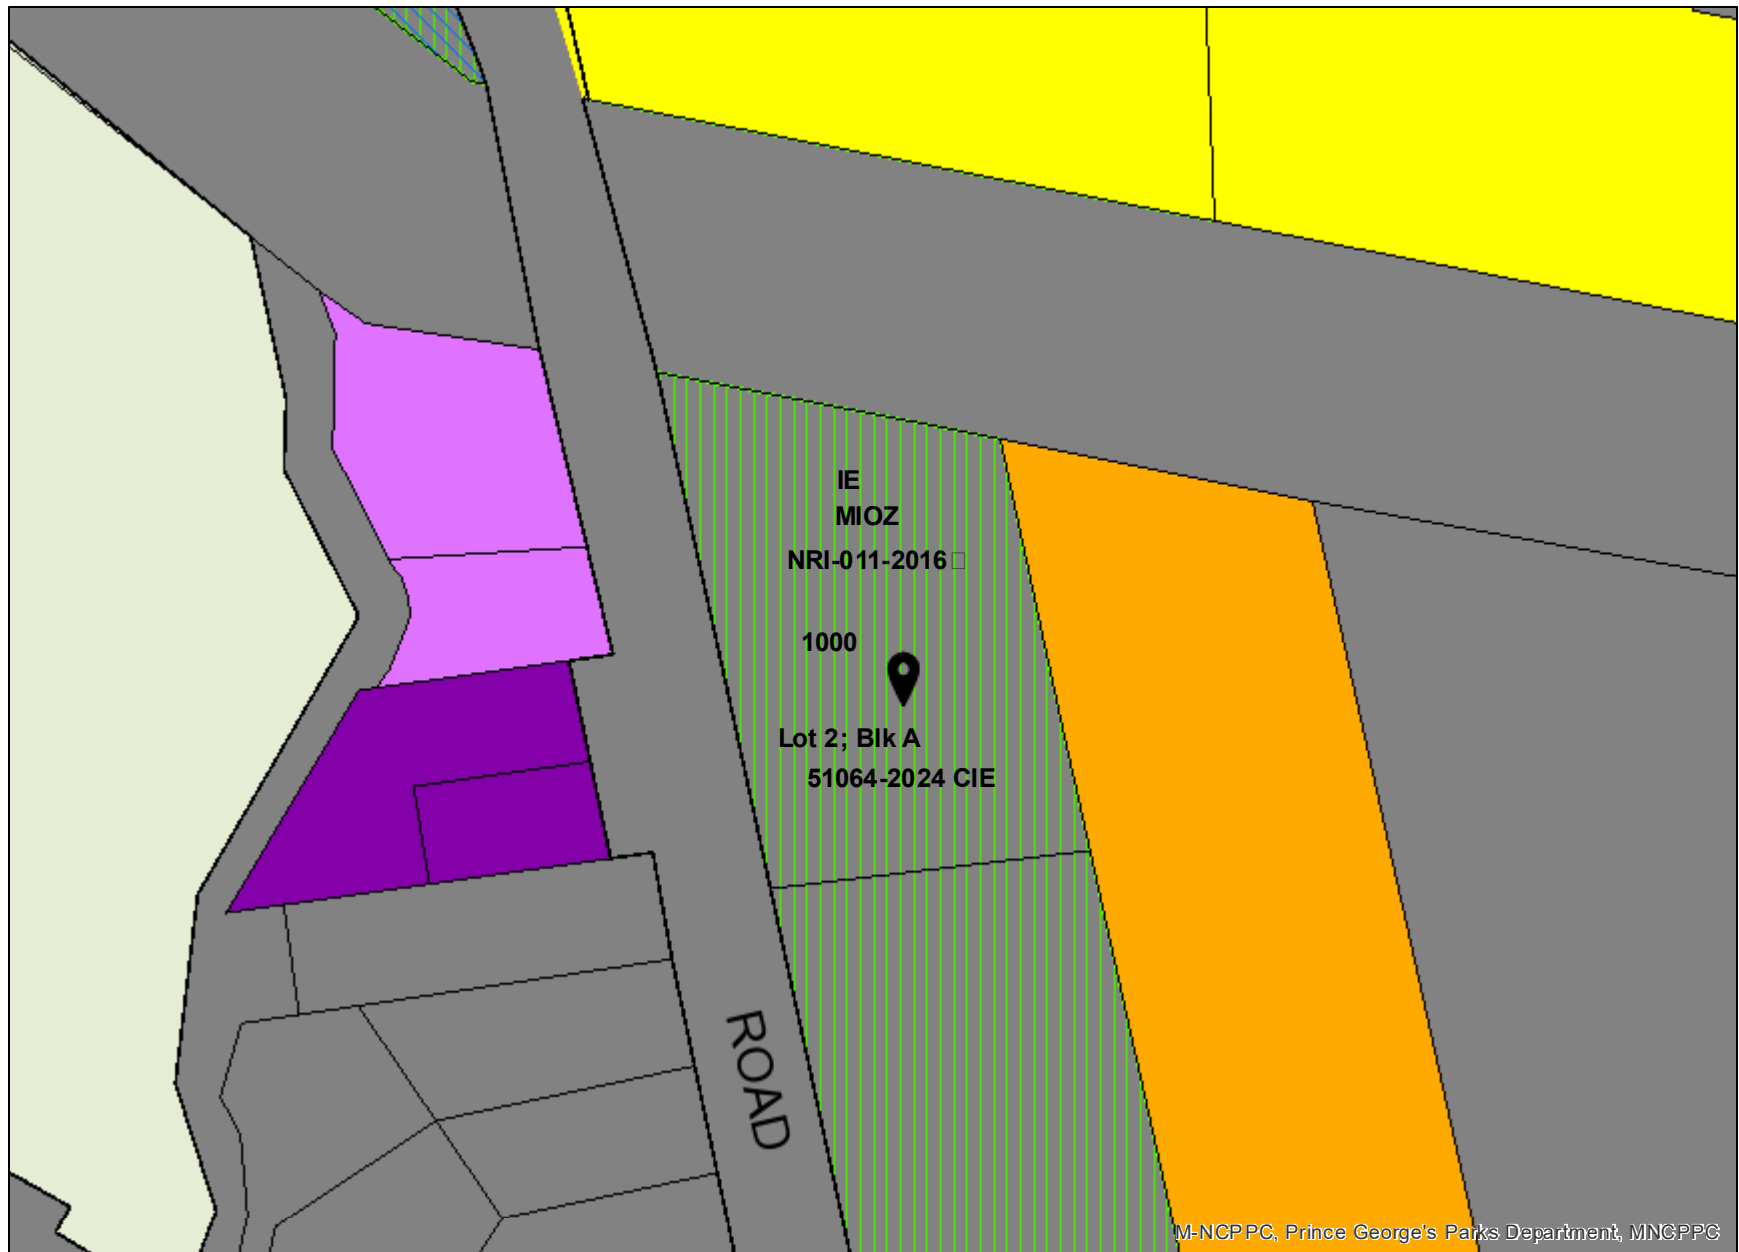 IE
MIOZ
NRI-011-2016
1000
Lot 2; Blk A
51064-2024 CIE
ROAD
M-NCPPC, Prince George's Parks Department, MNCPPC